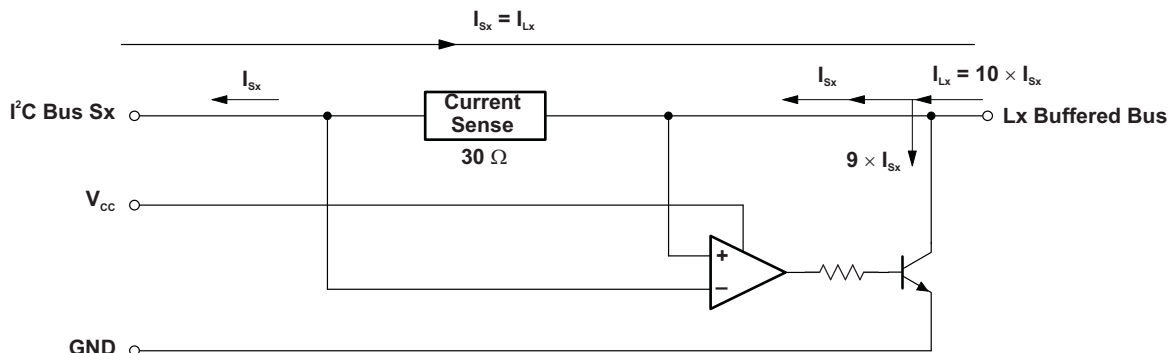 I_Sx = I_Lx
I_Sx
I_Sx
I_Lx = 10 × I_Sx
I²C Bus Sx
Current
Sense
Lx Buffered Bus
30 Ω
9 × I_Sx
V_CC
+
−
GND